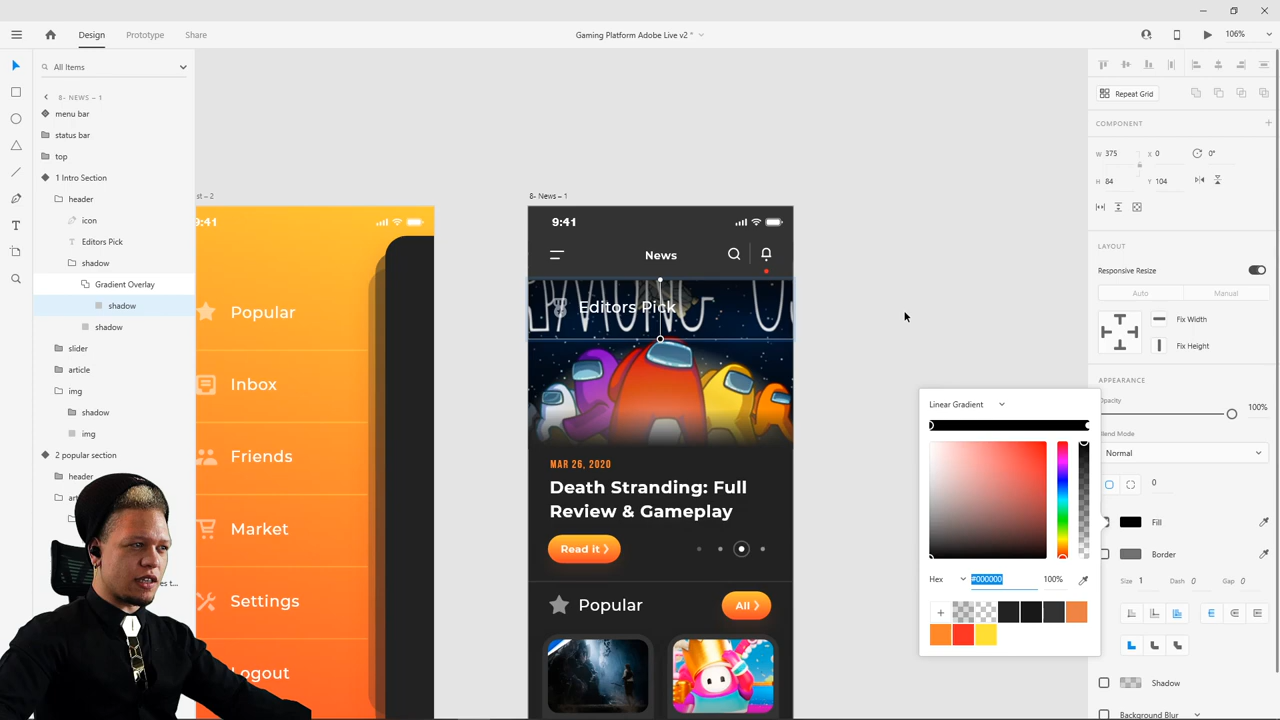 Design
Prototype
Share
Gaming Platform Adobe Live v2 *
106%
All Items
8- NEWS – 1
menu bar
status bar
top
1 Intro Section
header
icon
T Editors Pick
shadow
Gradient Overlay
shadow
shadow
slider
article
img
shadow
img
2 popular section
header
st – 2
9:41
Popular
Inbox
Friends
Market
Settings
Logout
8- News – 1
9:41
News
AMONG U
Editors Pick
MAR 26, 2020
Death Stranding: Full
Review & Gameplay
Read it ❯
Popular
All ❯
Linear Gradient
Hex
#000000
100%
+
Repeat Grid
COMPONENT
+
W 375
X 0
0°
H 84
Y 104
LAYOUT
Responsive Resize
Auto
Manual
Fix Width
Fix Height
APPEARANCE
Opacity
100%
Blend Mode
Normal
0
Fill
Border
Size 1
Dash 0
Gap 0
Shadow
Background Blur